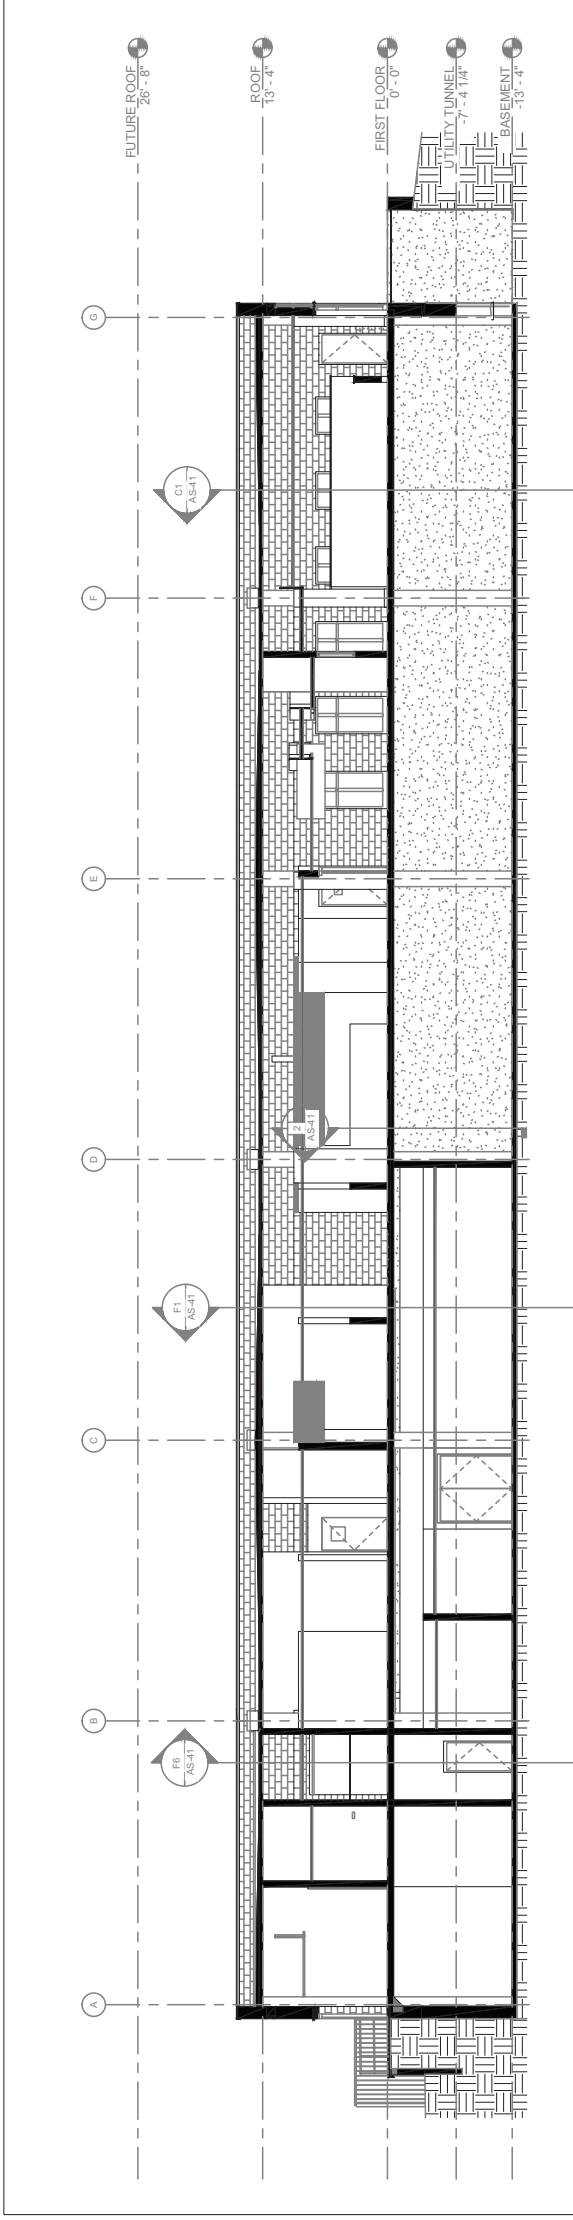 FUTURE ROOF
26' - 8"
ROOF
13' - 4"
FIRST FLOOR
0' - 0"
UTILITY TUNNEL
-7' - 4 1/4"
BASEMENT
-13' - 4"
G
C1
AS-41
F
E
2
AS-41
D
F1
AS-41
C
B
F6
AS-41
A